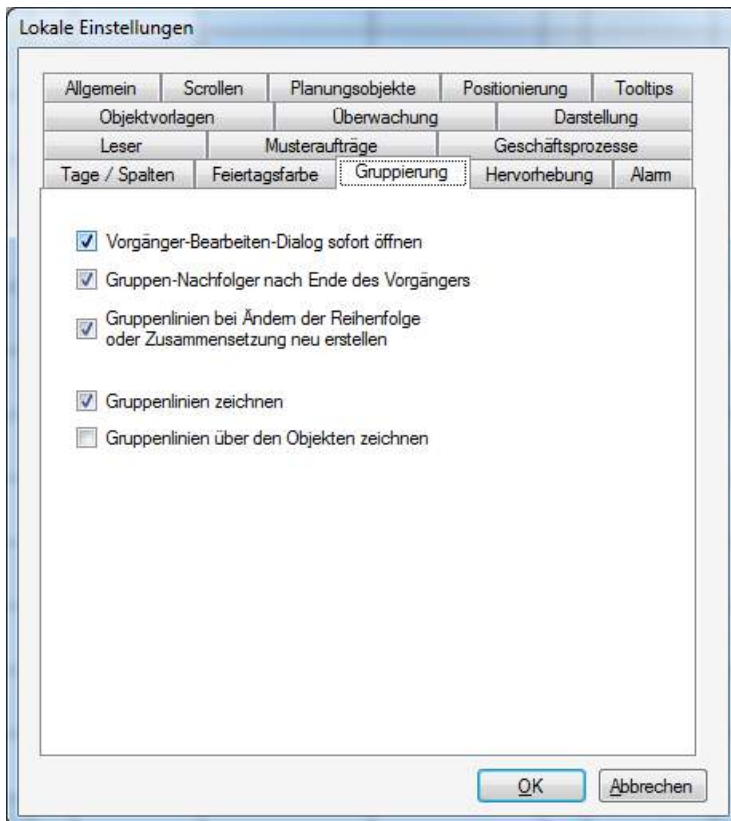 Lokale Einstellungen
Allgemein Scrollen Planungsobjekte Positionierung Tooltips
Objektvorlagen Überwachung Darstellung
Leser Musteraufträge Geschäftsprozesse
Tage / Spalten Feiertagsfarbe Gruppierung Hervorhebung Alarm
Vorgänger-Bearbeiten-Dialog sofort öffnen
Gruppen-Nachfolger nach Ende des Vorgängers
Gruppenlinien bei Ändern der Reihenfolge
oder Zusammensetzung neu erstellen
Gruppenlinien zeichnen
Gruppenlinien über den Objekten zeichnen
OK Abbrechen